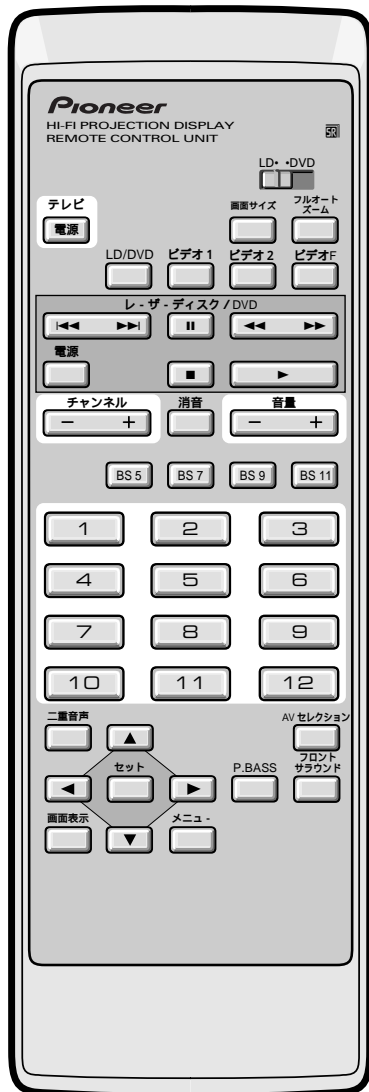 Pioneer
HI-FI PROJECTION DISPLAY
REMOTE CONTROL UNIT
SR
LD• •DVD
テレビ
電源
画面サイズ
フルオート
ズーム
LD/DVD ビデオ1 ビデオ2 ビデオF
レ-ザ-ディスク/DVD
電源
チャンネル 消音 音量
− + − +
BS 5 BS 7 BS 9 BS 11
1 2 3
4 5 6
7 8 9
10 11 12
二重音声
AVセレクション
セット
P.BASS
フロント
サラウンド
画面表示 メニュ-